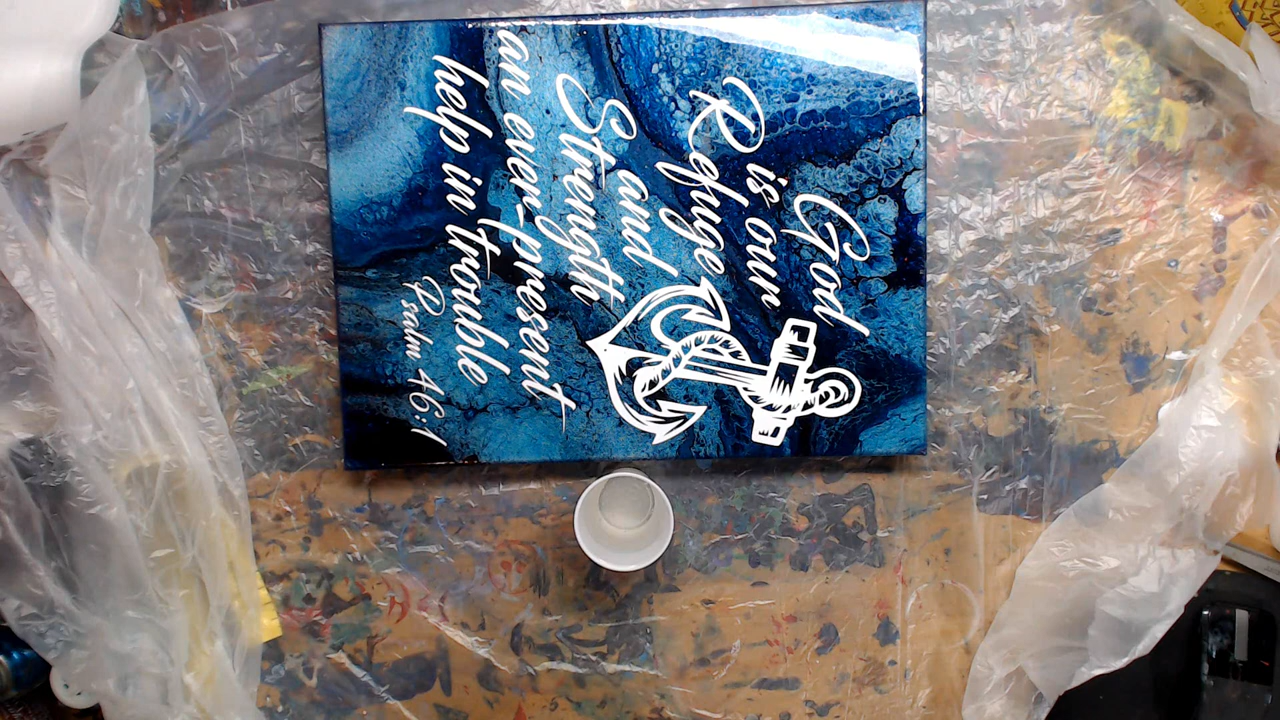 God
is our
Refuge
and
Strength
an ever-present
help in trouble
Psalm 46:1